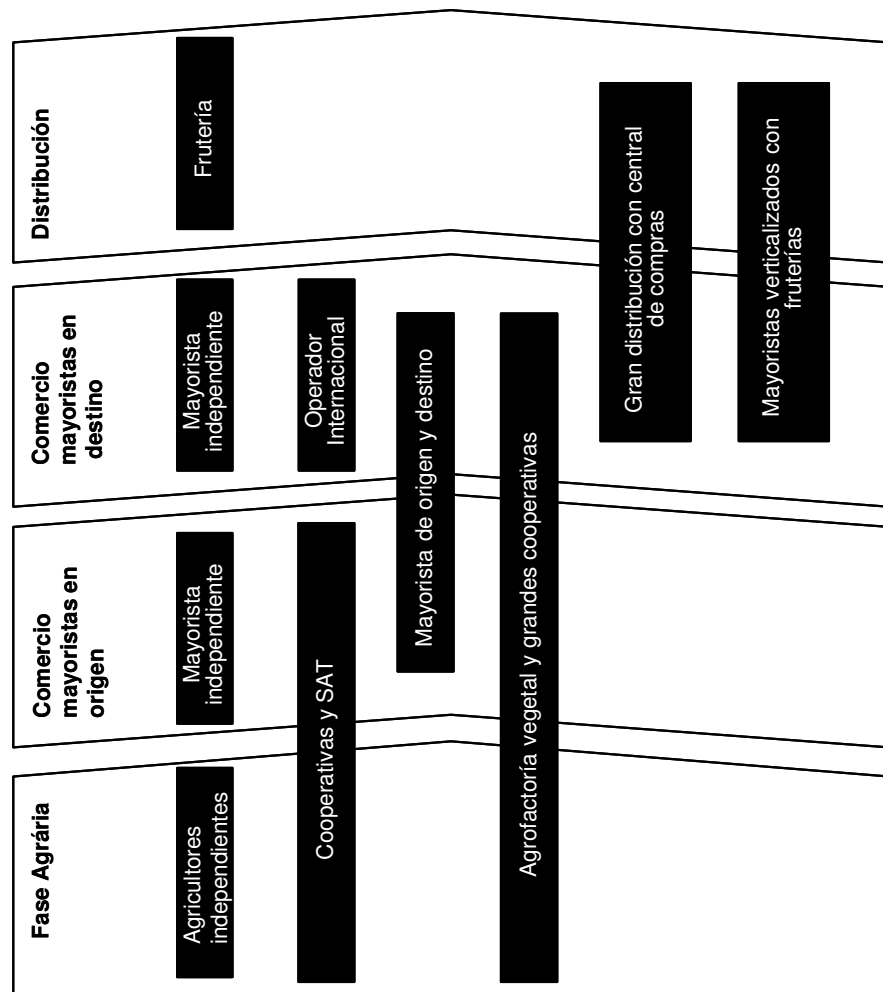 Fase Agrária
Comercio
mayoristas en
origen
Comercio
mayoristas en
destino
Distribución
Agricultores
independientes
Mayorista
independiente
Mayorista
independiente
Frutería
Cooperativas y SAT
Operador
Internacional
Mayorista de origen y destino
Agrofactoría vegetal y grandes cooperativas
Gran distribución con central
de compras
Mayoristas verticalizados con
fruterías